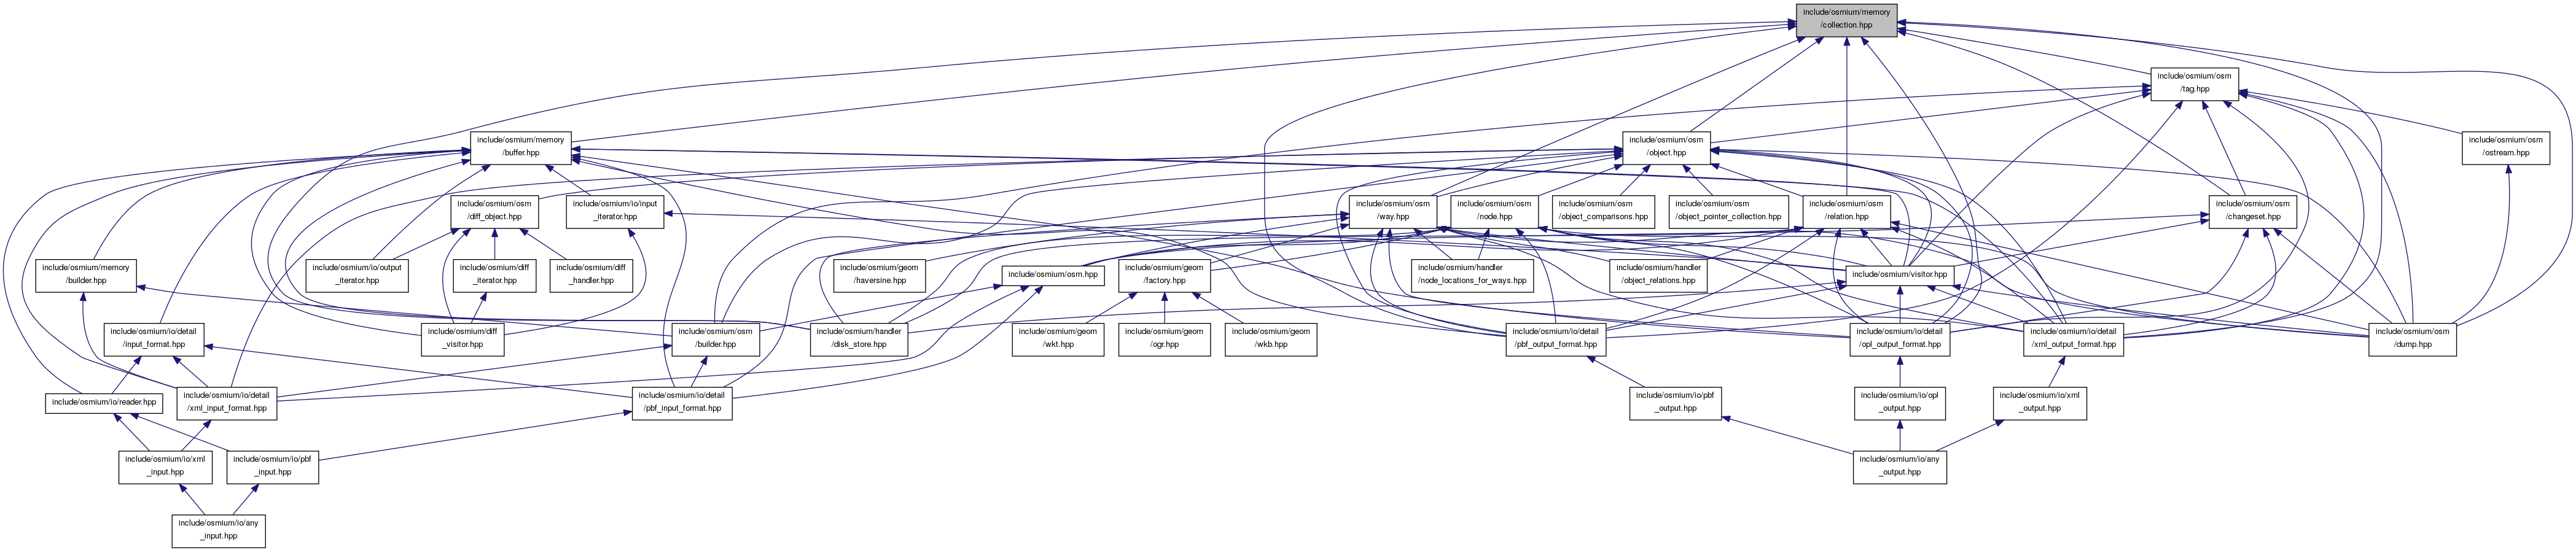 include/osmium/memory
/collection.hpp
include/osmium/osm
/tag.hpp
include/osmium/memory
/buffer.hpp
include/osmium/osm
/object.hpp
include/osmium/osm
/ostream.hpp
include/osmium/osm
/diff_object.hpp
include/osmium/io/input
_iterator.hpp
include/osmium/osm
/way.hpp
include/osmium/osm
/node.hpp
include/osmium/osm
/object_comparisons.hpp
include/osmium/osm
/object_pointer_collection.hpp
include/osmium/osm
/relation.hpp
include/osmium/osm
/changeset.hpp
include/osmium/memory
/builder.hpp
include/osmium/io/output
_iterator.hpp
include/osmium/diff
_iterator.hpp
include/osmium/diff
_handler.hpp
include/osmium/geom
/haversine.hpp
include/osmium/osm.hpp
include/osmium/geom
/factory.hpp
include/osmium/handler
/node_locations_for_ways.hpp
include/osmium/handler
/object_relations.hpp
include/osmium/visitor.hpp
include/osmium/io/detail
/input_format.hpp
include/osmium/diff
_visitor.hpp
include/osmium/osm
/builder.hpp
include/osmium/handler
/disk_store.hpp
include/osmium/geom
/wkt.hpp
include/osmium/geom
/ogr.hpp
include/osmium/geom
/wkb.hpp
include/osmium/io/detail
/pbf_output_format.hpp
include/osmium/io/detail
/opl_output_format.hpp
include/osmium/io/detail
/xml_output_format.hpp
include/osmium/osm
/dump.hpp
include/osmium/io/reader.hpp
include/osmium/io/detail
/xml_input_format.hpp
include/osmium/io/detail
/pbf_input_format.hpp
include/osmium/io/pbf
_output.hpp
include/osmium/io/opl
_output.hpp
include/osmium/io/xml
_output.hpp
include/osmium/io/xml
_input.hpp
include/osmium/io/pbf
_input.hpp
include/osmium/io/any
_output.hpp
include/osmium/io/any
_input.hpp